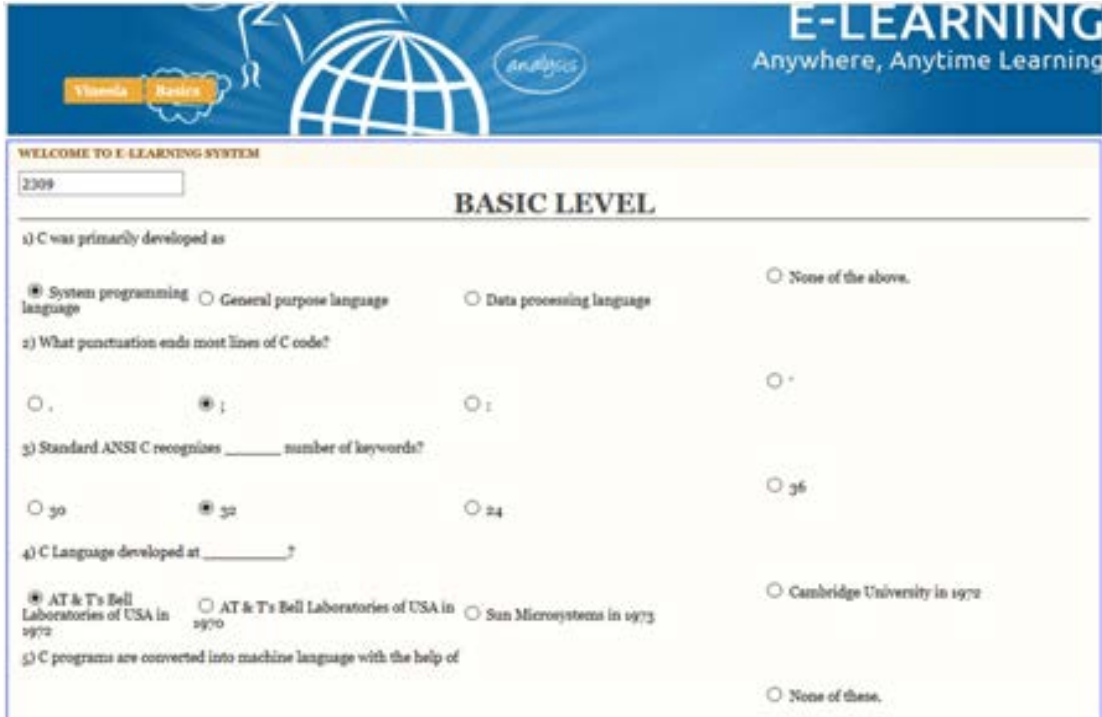 E-LEARNING
Anywhere, Anytime Learning
analysis
Vineela Basics
WELCOME TO E-LEARNING SYSTEM
2309
BASIC LEVEL
1) C was primarily developed as
System programming language
General purpose language
Data processing language
None of the above.
2) What punctuation ends most lines of C code?
.
;
:
'
3) Standard ANSI C recognizes ______ number of keywords?
30
32
24
36
4) C Language developed at _________?
AT & T's Bell Laboratories of USA in 1972
AT & T's Bell Laboratories of USA in 1970
Sun Microsystems in 1973
Cambridge University in 1972
5) C programs are converted into machine language with the help of
None of these.